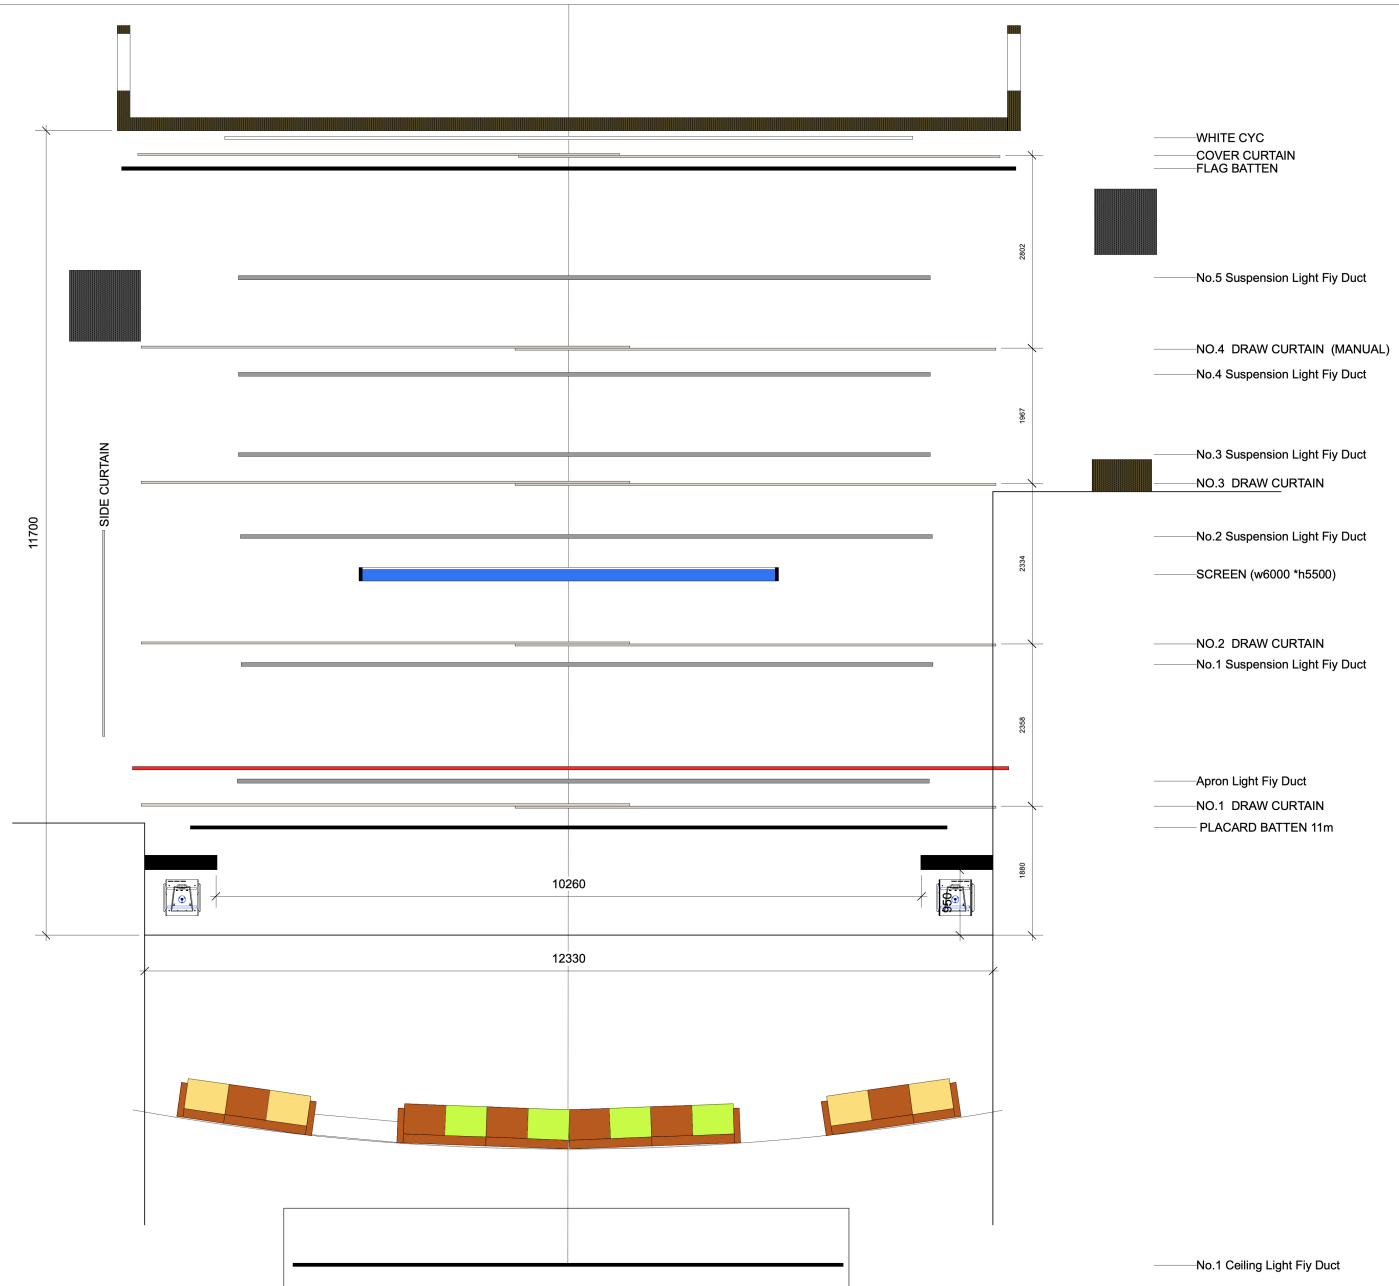 WHITE CYC
COVER CURTAIN
FLAG BATTEN
2802
No.5 Suspension Light Fiy Duct
NO.4  DRAW CURTAIN  (MANUAL)
No.4 Suspension Light Fiy Duct
1967
No.3 Suspension Light Fiy Duct
NO.3  DRAW CURTAIN
SIDE CURTAIN
11700
No.2 Suspension Light Fiy Duct
2334
SCREEN (w6000 *h5500)
NO.2  DRAW CURTAIN
No.1 Suspension Light Fiy Duct
2358
Apron Light Fiy Duct
NO.1  DRAW CURTAIN
PLACARD BATTEN 11m
1880
10260
950
12330
No.1 Ceiling Light Fiy Duct